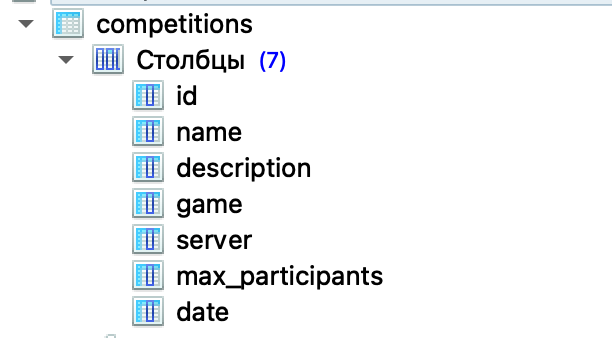 competitions
Столбцы (7)
id
name
description
game
server
max_participants
date